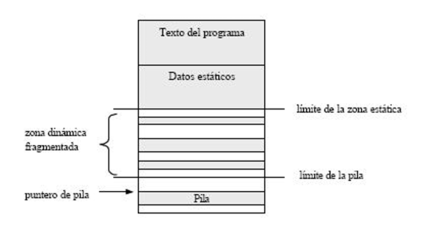 Texto del programa
Datos estáticos
límite de la zona estática
zona dinámica
fragmentada
límite de la pila
puntero de pila
Pila